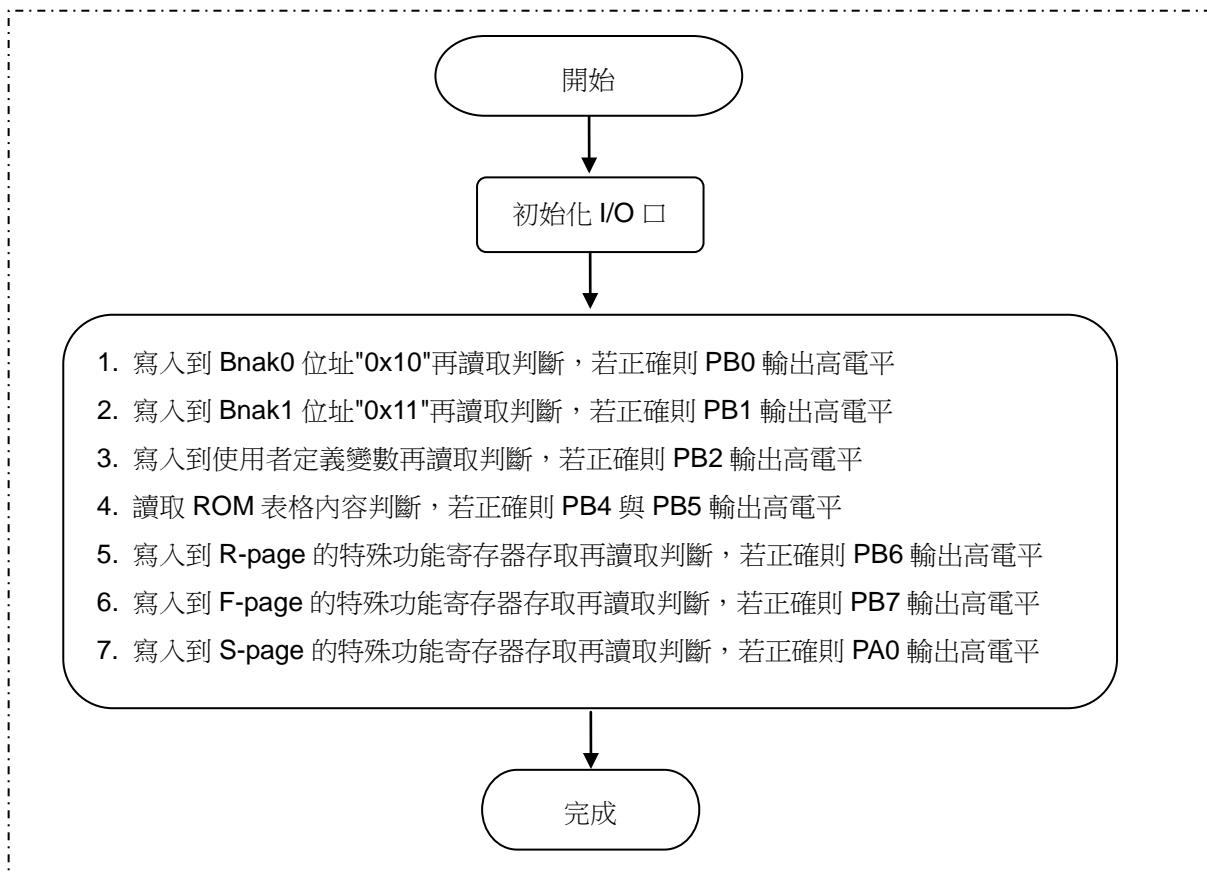 開始
初始化 I/O 口
1. 寫入到 Bnak0 位址"0x10"再讀取判斷，若正確則 PB0 輸出高電平
2. 寫入到 Bnak1 位址"0x11"再讀取判斷，若正確則 PB1 輸出高電平
3. 寫入到使用者定義變數再讀取判斷，若正確則 PB2 輸出高電平
4. 讀取 ROM 表格內容判斷，若正確則 PB4 與 PB5 輸出高電平
5. 寫入到 R-page 的特殊功能寄存器存取再讀取判斷，若正確則 PB6 輸出高電平
6. 寫入到 F-page 的特殊功能寄存器存取再讀取判斷，若正確則 PB7 輸出高電平
7. 寫入到 S-page 的特殊功能寄存器存取再讀取判斷，若正確則 PA0 輸出高電平
完成